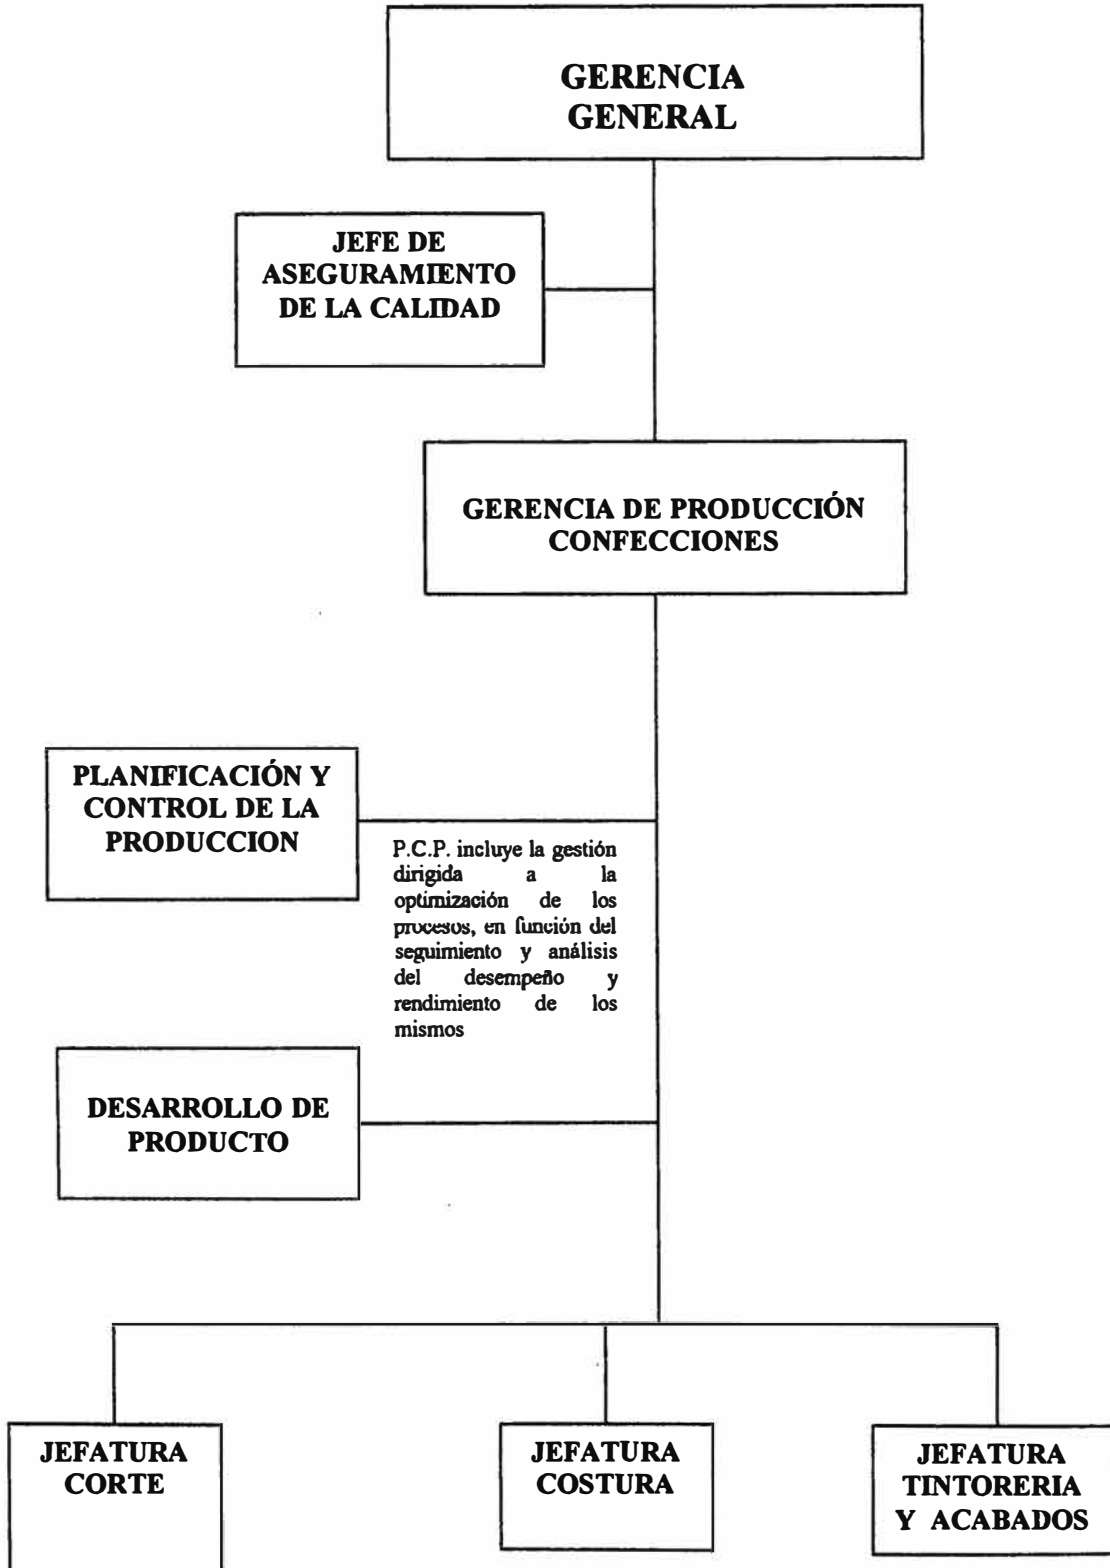 GERENCIA
GENERAL
JEFE DE
ASEGURAMIENTO
DE LA CALIDAD
GERENCIA DE PRODUCCIÓN
CONFECCIONES
PLANIFICACIÓN Y
CONTROL DE LA
PRODUCCION
P.C.P. incluye la gestión
dirigida a la
optimización de los
procesos, en función del
seguimiento y análisis
del desempeño y
rendimiento de los
mismos
DESARROLLO DE
PRODUCTO
JEFATURA
CORTE
JEFATURA
COSTURA
JEFATURA
TINTORERIA
Y ACABADOS